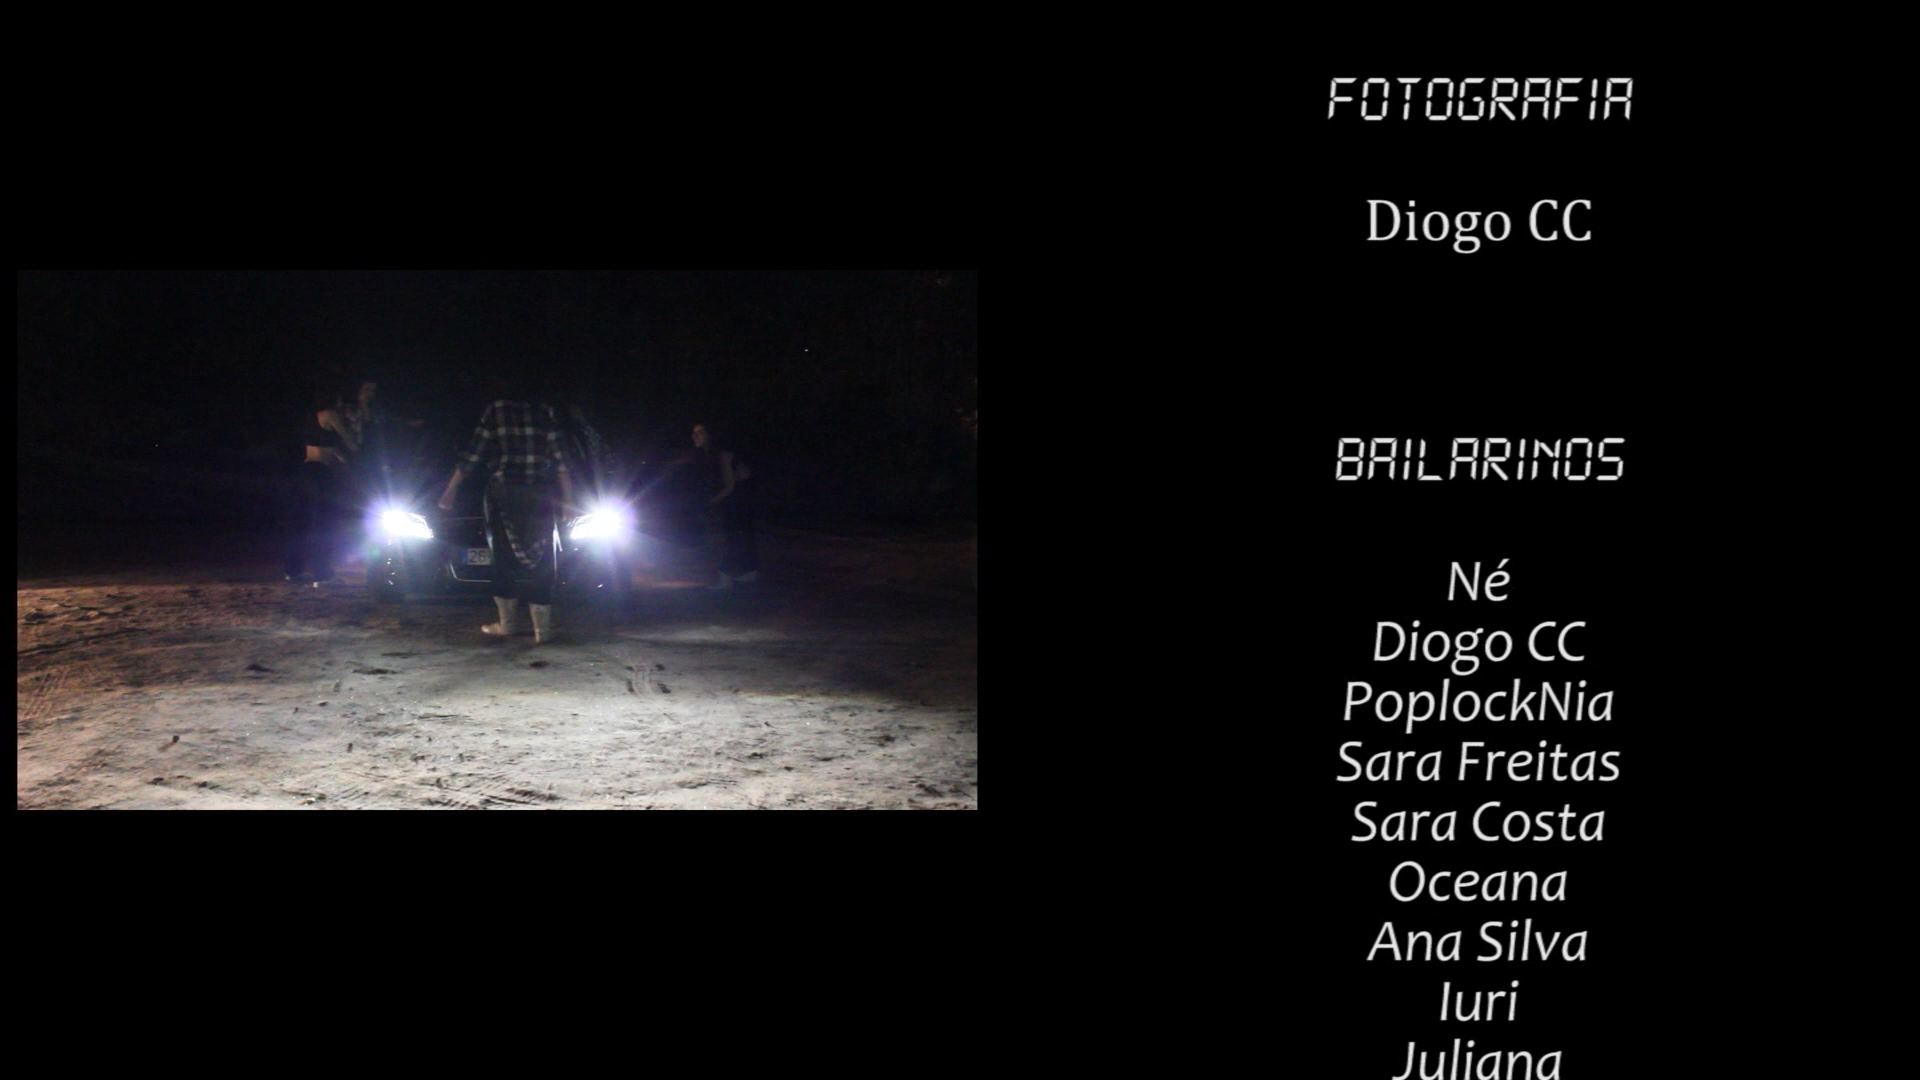 FOTOGRAFIA
Diogo CC
BAILARINOS
Né
Diogo CC
PoplockNia
Sara Freitas
Sara Costa
Oceana
Ana Silva
Iuri
Juliana